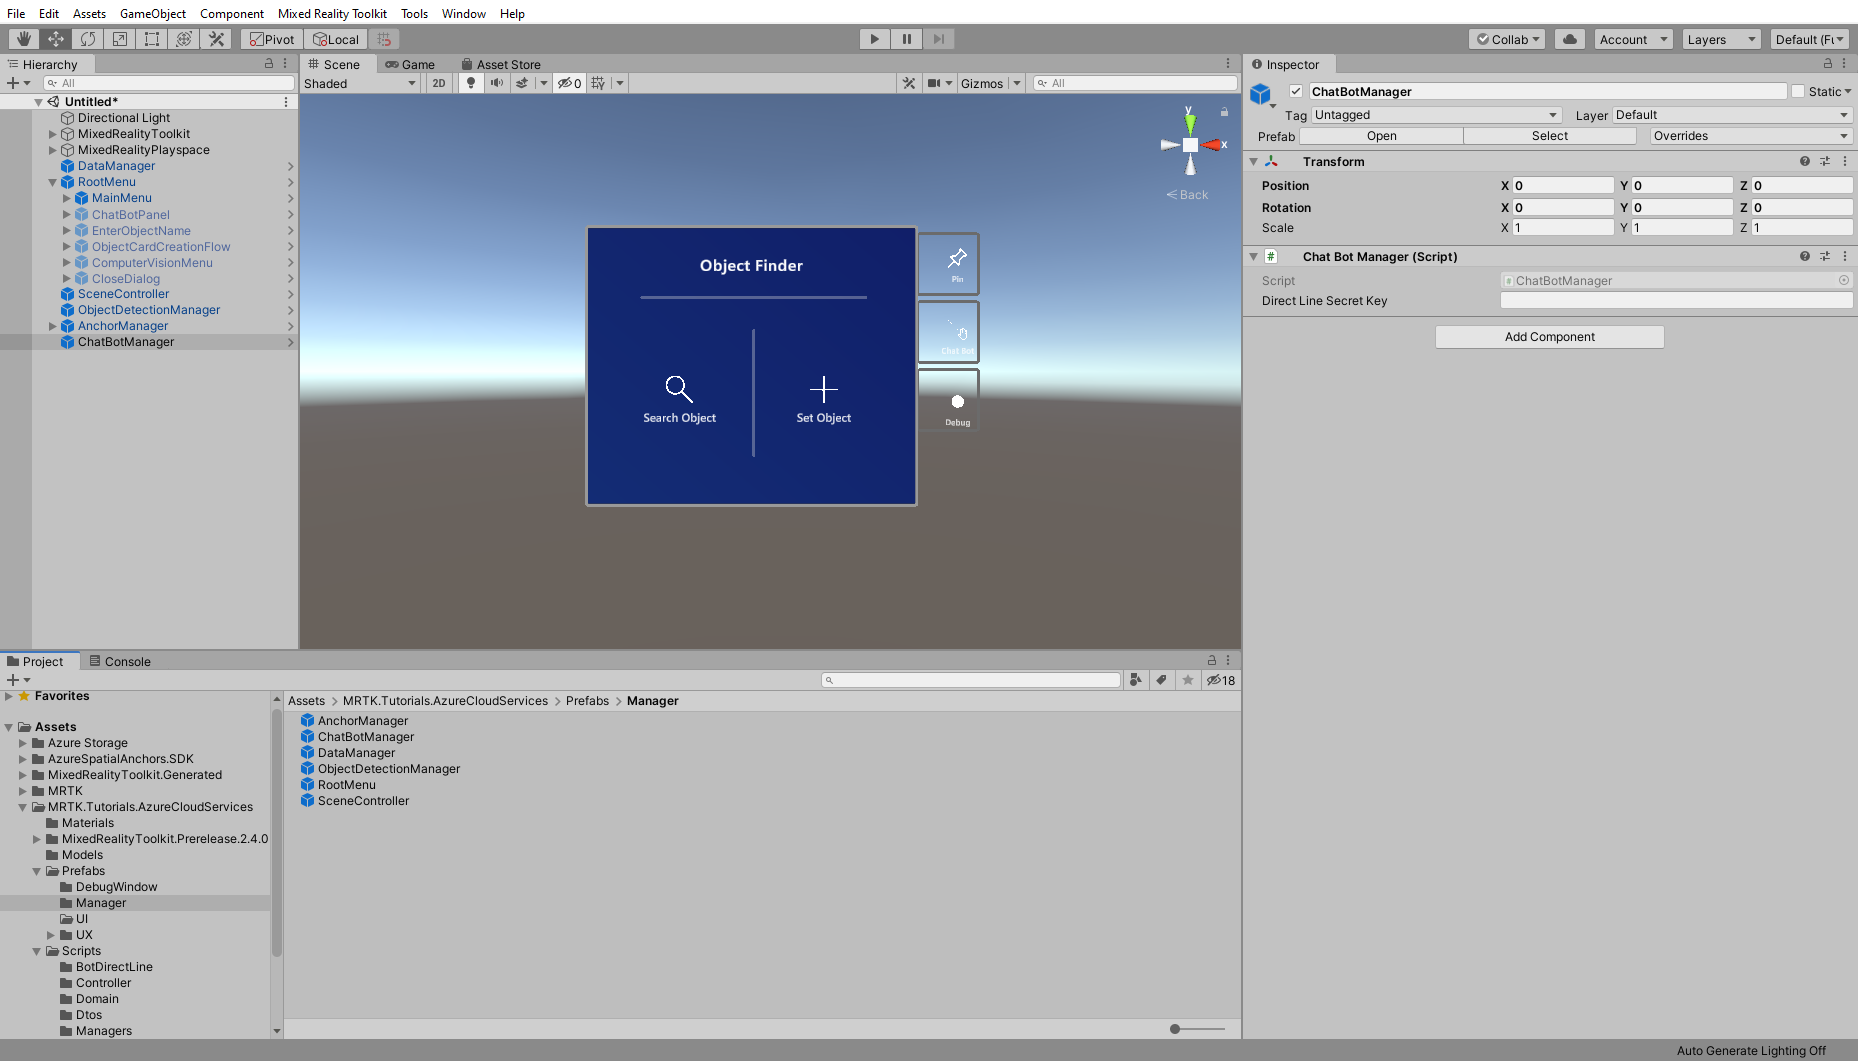 File Edit Assets GameObject Component Mixed Reality Toolkit Tools Window Help
Pivot Local Collab Account Layers Default (Fu
Hierarchy
All
Untitled*
Directional Light
MixedRealityToolkit
MixedRealityPlayspace
DataManager
RootMenu
MainMenu
ChatBotPanel
EnterObjectName
ObjectCardCreationFlow
ComputerVisionMenu
CloseDialog
SceneController
ObjectDetectionManager
AnchorManager
ChatBotManager
Scene Game Asset Store
Shaded 2D 0 Gizmos All
y
x
Back
Object Finder
Search Object Set Object
Pin
Chat Bot
Debug
Inspector
ChatBotManager Static
Tag Untagged Layer Default
Prefab Open Select Overrides
Transform
Position X 0 Y 0 Z 0
Rotation X 0 Y 0 Z 0
Scale X 1 Y 1 Z 1
# Chat Bot Manager (Script)
Script # ChatBotManager
Direct Line Secret Key
Add Component
Project Console
18
Favorites
Assets
Azure Storage
AzureSpatialAnchors.SDK
MixedRealityToolkit.Generated
MRTK
MRTK.Tutorials.AzureCloudServices
Materials
MixedRealityToolkit.Prerelease.2.4.0
Models
Prefabs
DebugWindow
Manager
UI
UX
Scripts
BotDirectLine
Controller
Domain
Dtos
Managers
Assets > MRTK.Tutorials.AzureCloudServices > Prefabs > Manager
AnchorManager
ChatBotManager
DataManager
ObjectDetectionManager
RootMenu
SceneController
Auto Generate Lighting Off